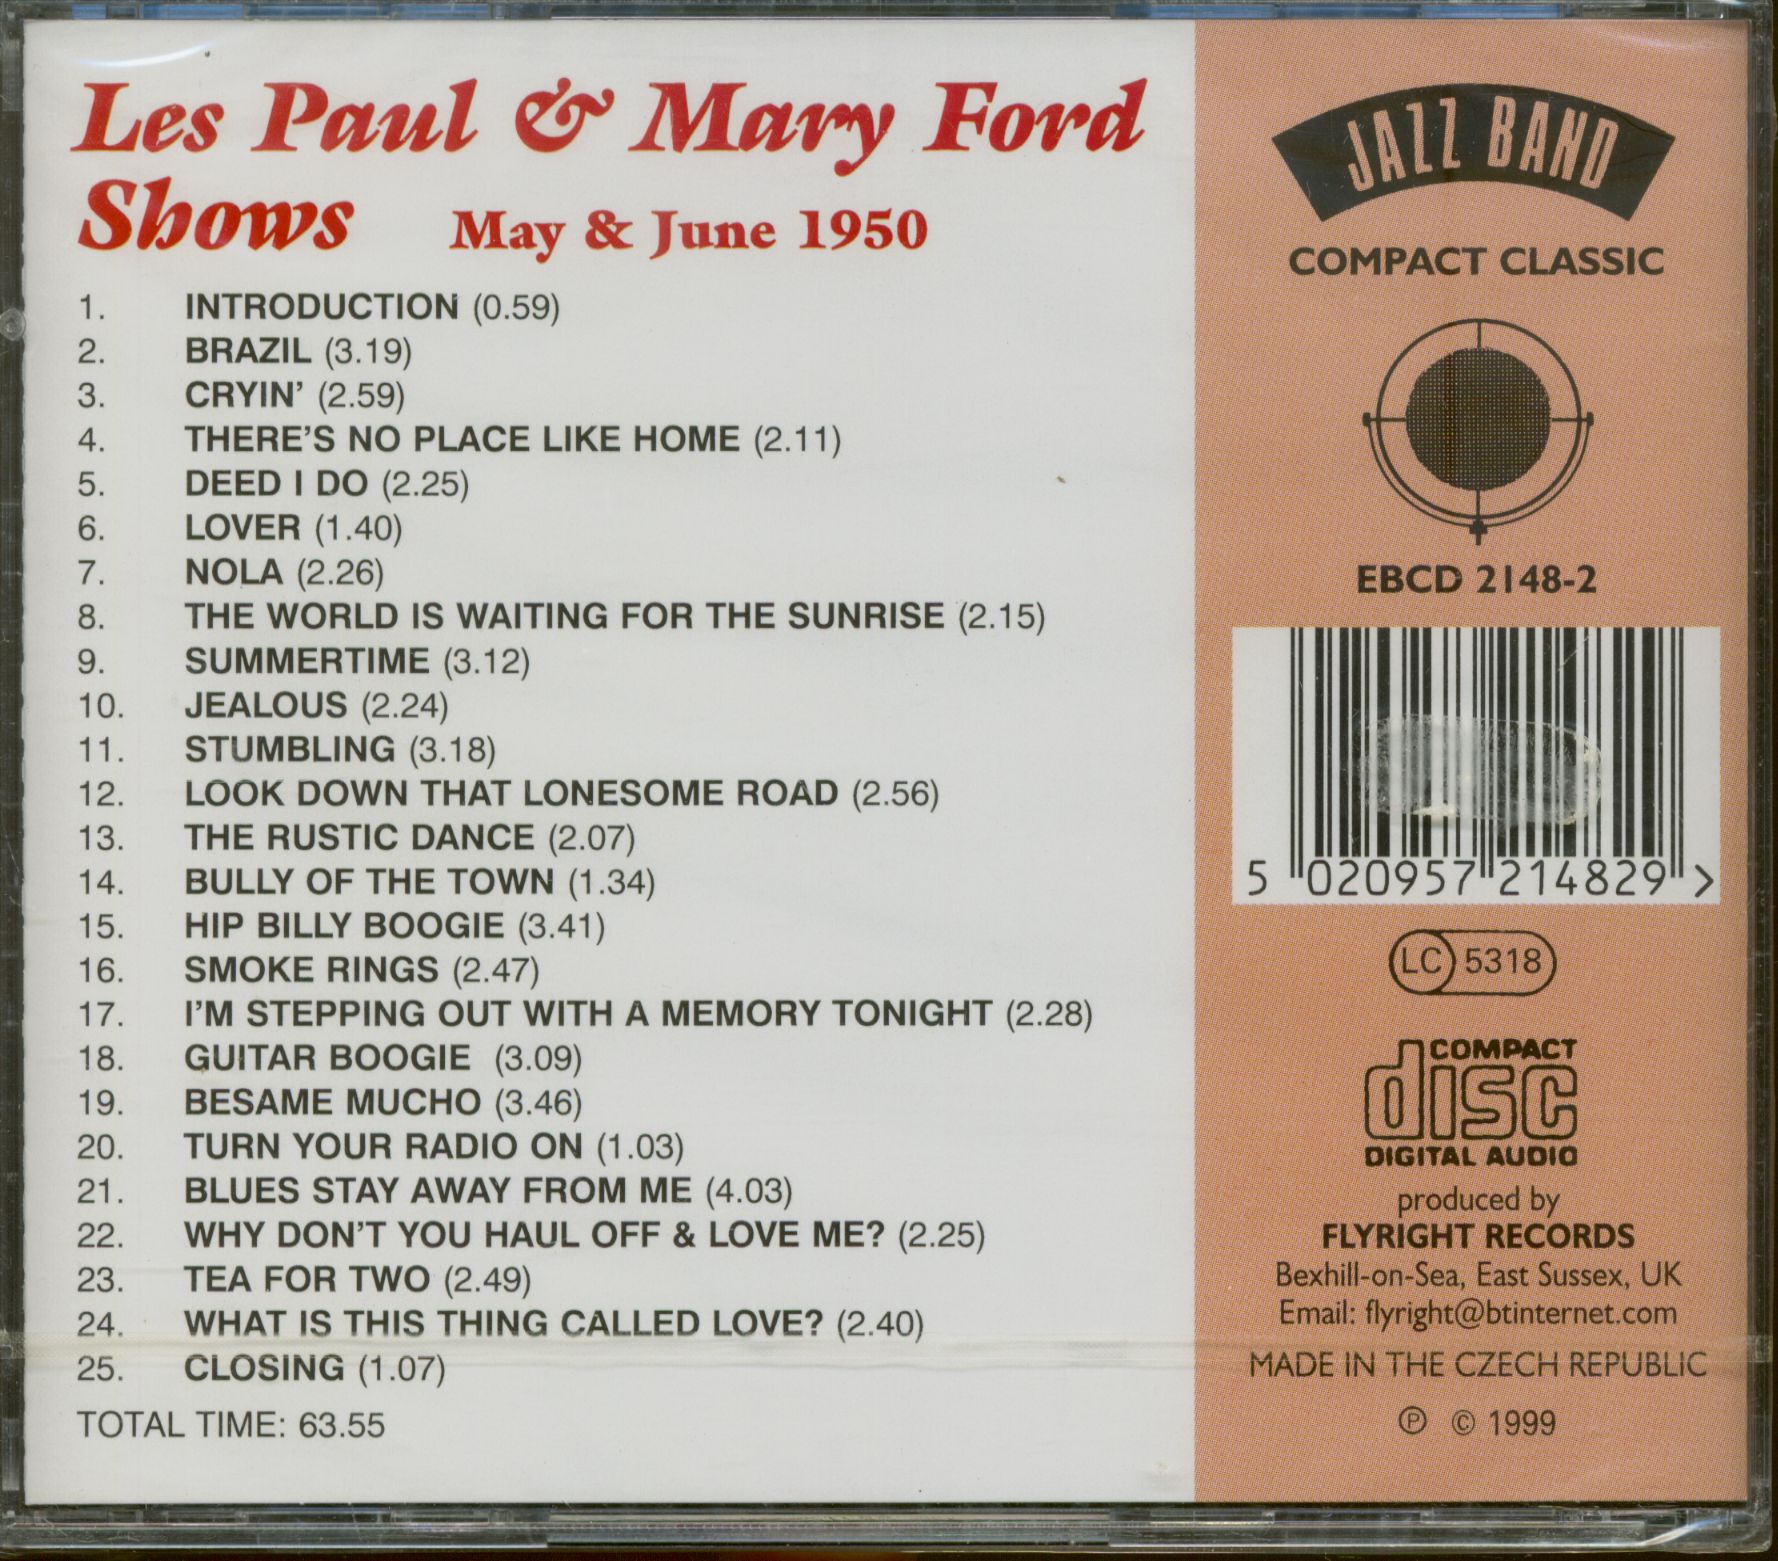 Les Paul & Mary Ford
Shows May & June 1950
1. INTRODUCTION (0.59)
2. BRAZIL (3.19)
3. CRYIN' (2.59)
4. THERE'S NO PLACE LIKE HOME (2.11)
5. DEED I DO (2.25)
6. LOVER (1.40)
7. NOLA (2.26)
8. THE WORLD IS WAITING FOR THE SUNRISE (2.15)
9. SUMMERTIME (3.12)
10. JEALOUS (2.24)
11. STUMBLING (3.18)
12. LOOK DOWN THAT LONESOME ROAD (2.56)
13. THE RUSTIC DANCE (2.07)
14. BULLY OF THE TOWN (1.34)
15. HIP BILLY BOOGIE (3.41)
16. SMOKE RINGS (2.47)
17. I'M STEPPING OUT WITH A MEMORY TONIGHT (2.28)
18. GUITAR BOOGIE (3.09)
19. BESAME MUCHO (3.46)
20. TURN YOUR RADIO ON (1.03)
21. BLUES STAY AWAY FROM ME (4.03)
22. WHY DON'T YOU HAUL OFF & LOVE ME? (2.25)
23. TEA FOR TWO (2.49)
24. WHAT IS THIS THING CALLED LOVE? (2.40)
25. CLOSING (1.07)
TOTAL TIME: 63.55
JAZZ BAND
COMPACT CLASSIC
EBCD 2148-2
5 020957 214829 >
LC 5318
COMPACT
disc
DIGITAL AUDIO
produced by
FLYRIGHT RECORDS
Bexhill-on-Sea, East Sussex, UK
Email: flyright@btinternet.com
MADE IN THE CZECH REPUBLIC
℗ © 1999